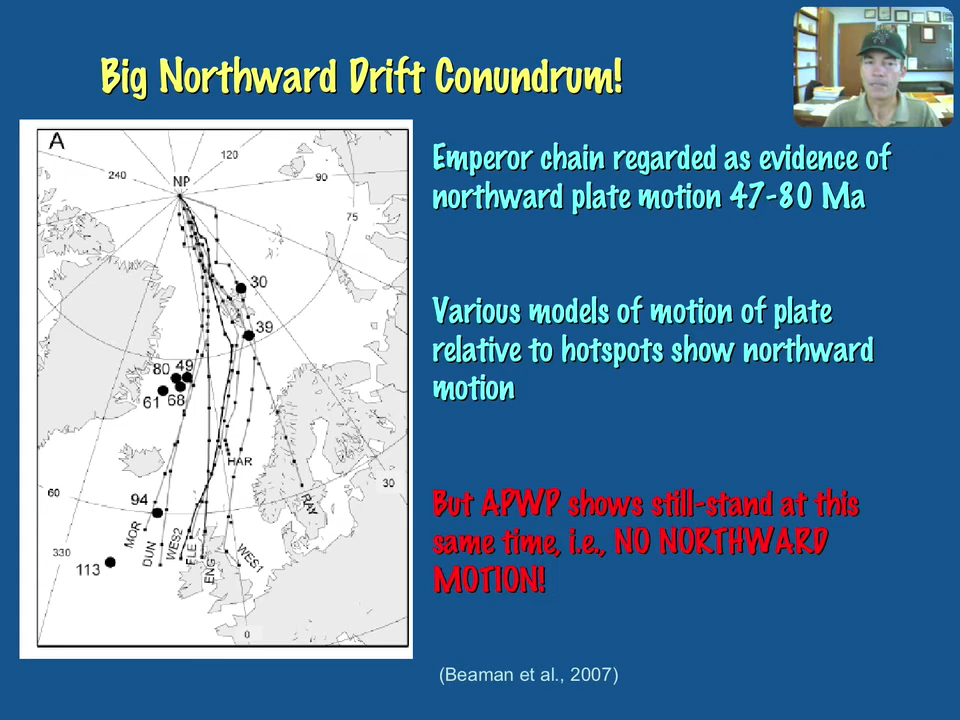 Big Northward Drift Conundrum!
A
120
240
NP
90
75
30
39
80 49
61 68
HAR
60
30
94
RAY
MOR
DUN
WES2
FLE
ENG
WES1
330
113
0
Emperor chain regarded as evidence of
northward plate motion 47-80 Ma
Various models of motion of plate
relative to hotspots show northward
motion
But APWP shows still-stand at this
same time, i.e., NO NORTHWARD
MOTION!
(Beaman et al., 2007)